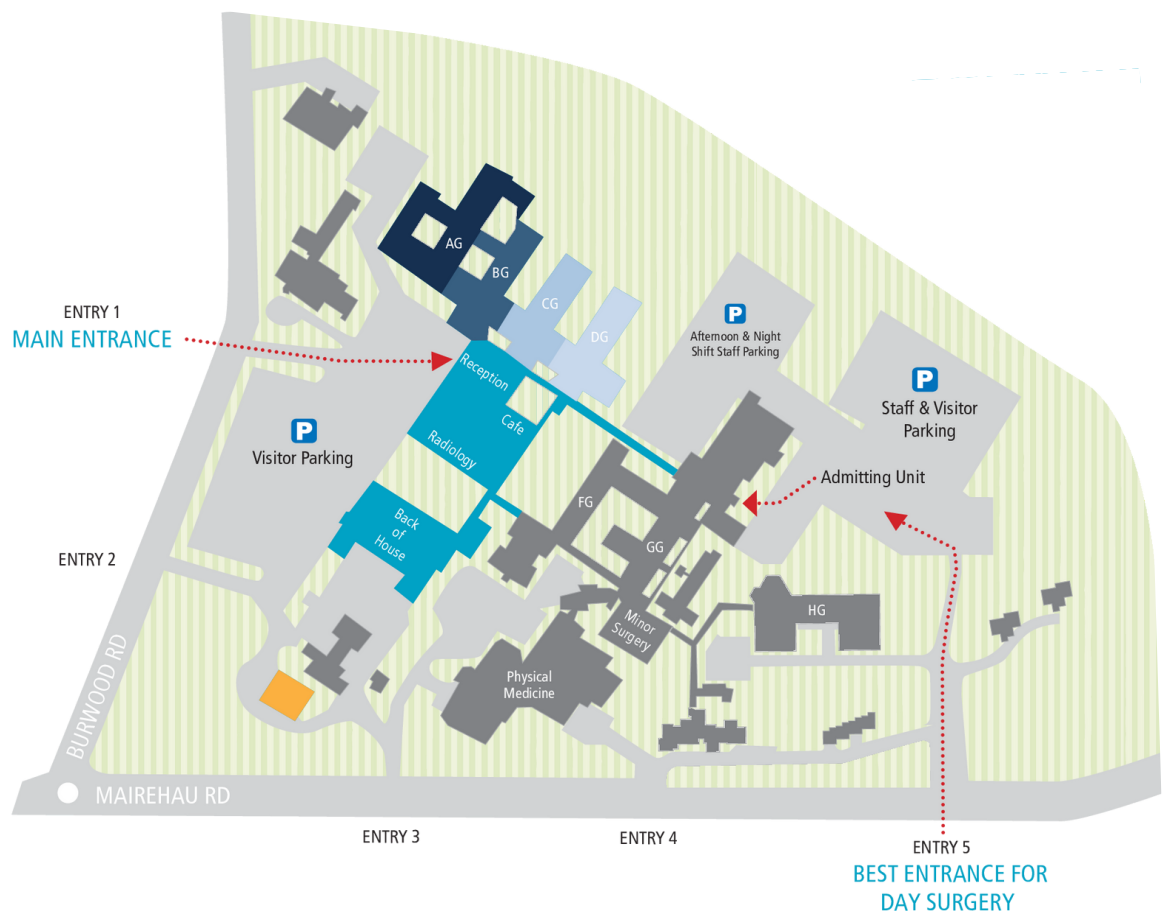 AG
BG
CG
DG
ENTRY 1
MAIN ENTRANCE
Reception
Cafe
Radiology
P
Afternoon & Night
Shift Staff Parking
P
Staff & Visitor
Parking
P
Visitor Parking
Admitting Unit
FG
GG
Back
of
House
ENTRY 2
HG
Minor
Surgery
Physical
Medicine
BURWOOD RD
MAIREHAU RD
ENTRY 3
ENTRY 4
ENTRY 5
BEST ENTRANCE FOR
DAY SURGERY